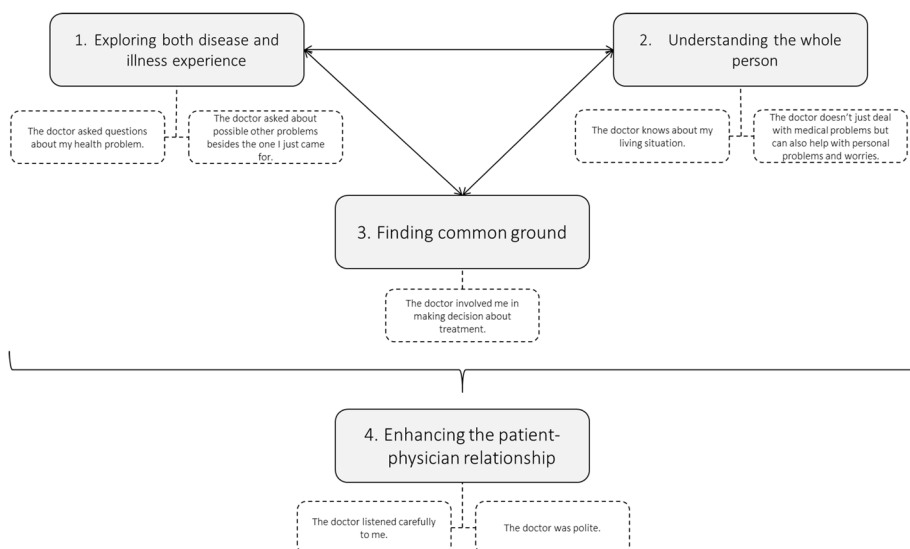 1. Exploring both disease and
illness experience
2. Understanding the whole
person
The doctor asked questions
about my health problem.
The doctor asked about
possible other problems
besides the one I just came
for.
The doctor knows about my
living situation.
The doctor doesn't just deal
with medical problems but
can also help with personal
problems and worries.
3. Finding common ground
The doctor involved me in
making decision about
treatment.
4. Enhancing the patient-
physician relationship
The doctor listened carefully
to me.
The doctor was polite.